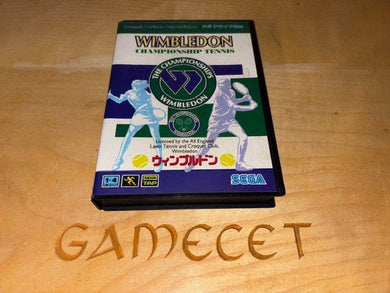 WIMBLEDON
CHAMPIONSHIP TENNIS
THE CHAMPIONSHIPS
WIMBLEDON
Licensed by the All England
Lawn Tennis and Croquet Club,
Wimbledon
ウィンブルドン
TAP
SEGA
GAMECET